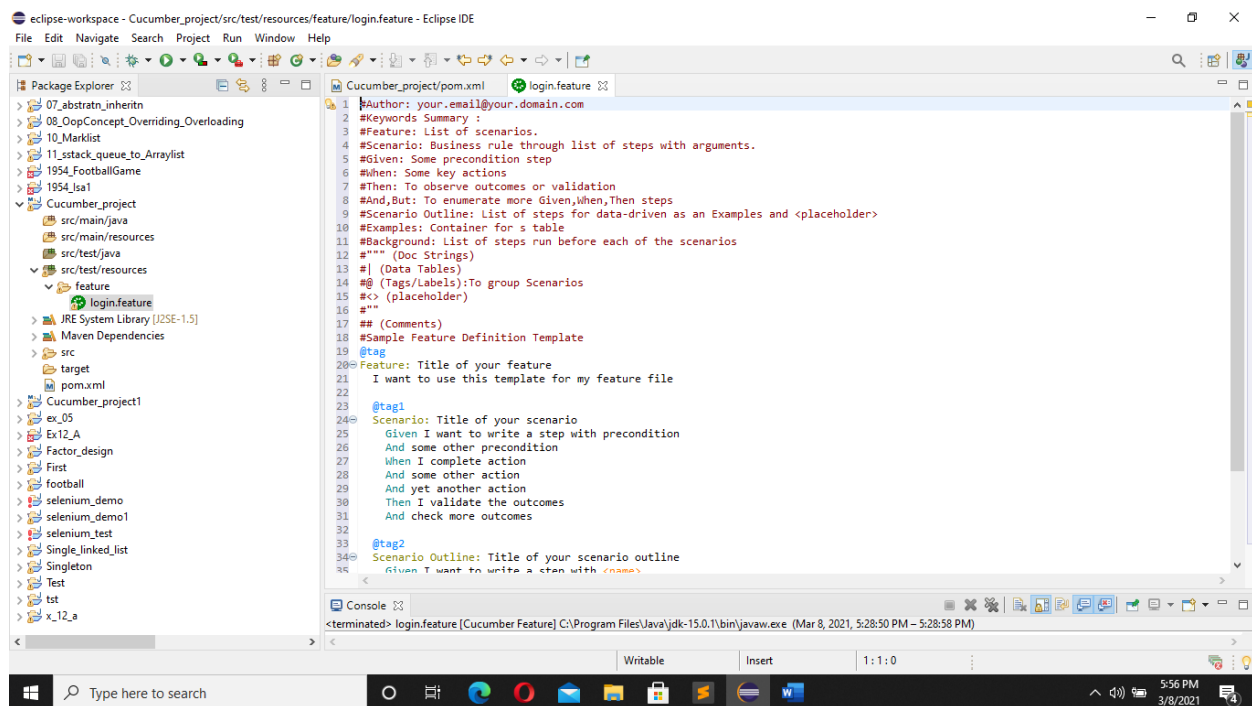 eclipse-workspace - Cucumber_project/src/test/resources/feature/login.feature - Eclipse IDE
File Edit Navigate Search Project Run Window Help
Package Explorer
07_abstratn_inheritn
08_OopConcept_Overriding_Overloading
10_Marklist
11_sstack_queue_to_Arraylist
1954_FootballGame
1954_lsa1
Cucumber_project
src/main/java
src/main/resources
src/test/java
src/test/resources
feature
login.feature
JRE System Library [J2SE-1.5]
Maven Dependencies
src
target
pom.xml
Cucumber_project1
ex_05
Ex12_A
Factor_design
First
football
selenium_demo
selenium_demo1
selenium_test
Single_linked_list
Singleton
Test
tst
x_12_a
Cucumber_project/pom.xml login.feature
1 #Author: your.email@your.domain.com
2 #Keywords Summary :
3 #Feature: List of scenarios.
4 #Scenario: Business rule through list of steps with arguments.
5 #Given: Some precondition step
6 #When: Some key actions
7 #Then: To observe outcomes or validation
8 #And,But: To enumerate more Given,When,Then steps
9 #Scenario Outline: List of steps for data-driven as an Examples and <placeholder>
10 #Examples: Container for s table
11 #Background: List of steps run before each of the scenarios
12 #""" (Doc Strings)
13 #| (Data Tables)
14 #@ (Tags/Labels):To group Scenarios
15 #<> (placeholder)
16 #""
17 ## (Comments)
18 #Sample Feature Definition Template
19 @tag
20 Feature: Title of your feature
21 I want to use this template for my feature file
22
23 @tag1
24 Scenario: Title of your scenario
25 Given I want to write a step with precondition
26 And some other precondition
27 When I complete action
28 And some other action
29 And yet another action
30 Then I validate the outcomes
31 And check more outcomes
32
33 @tag2
34 Scenario Outline: Title of your scenario outline
35 Given I want to write a step with <name>
Console
<terminated> login.feature [Cucumber Feature] C:\Program Files\Java\jdk-15.0.1\bin\javaw.exe (Mar 8, 2021, 5:28:50 PM – 5:28:58 PM)
Writable Insert 1:1:0
Type here to search
5:56 PM
3/8/2021
4